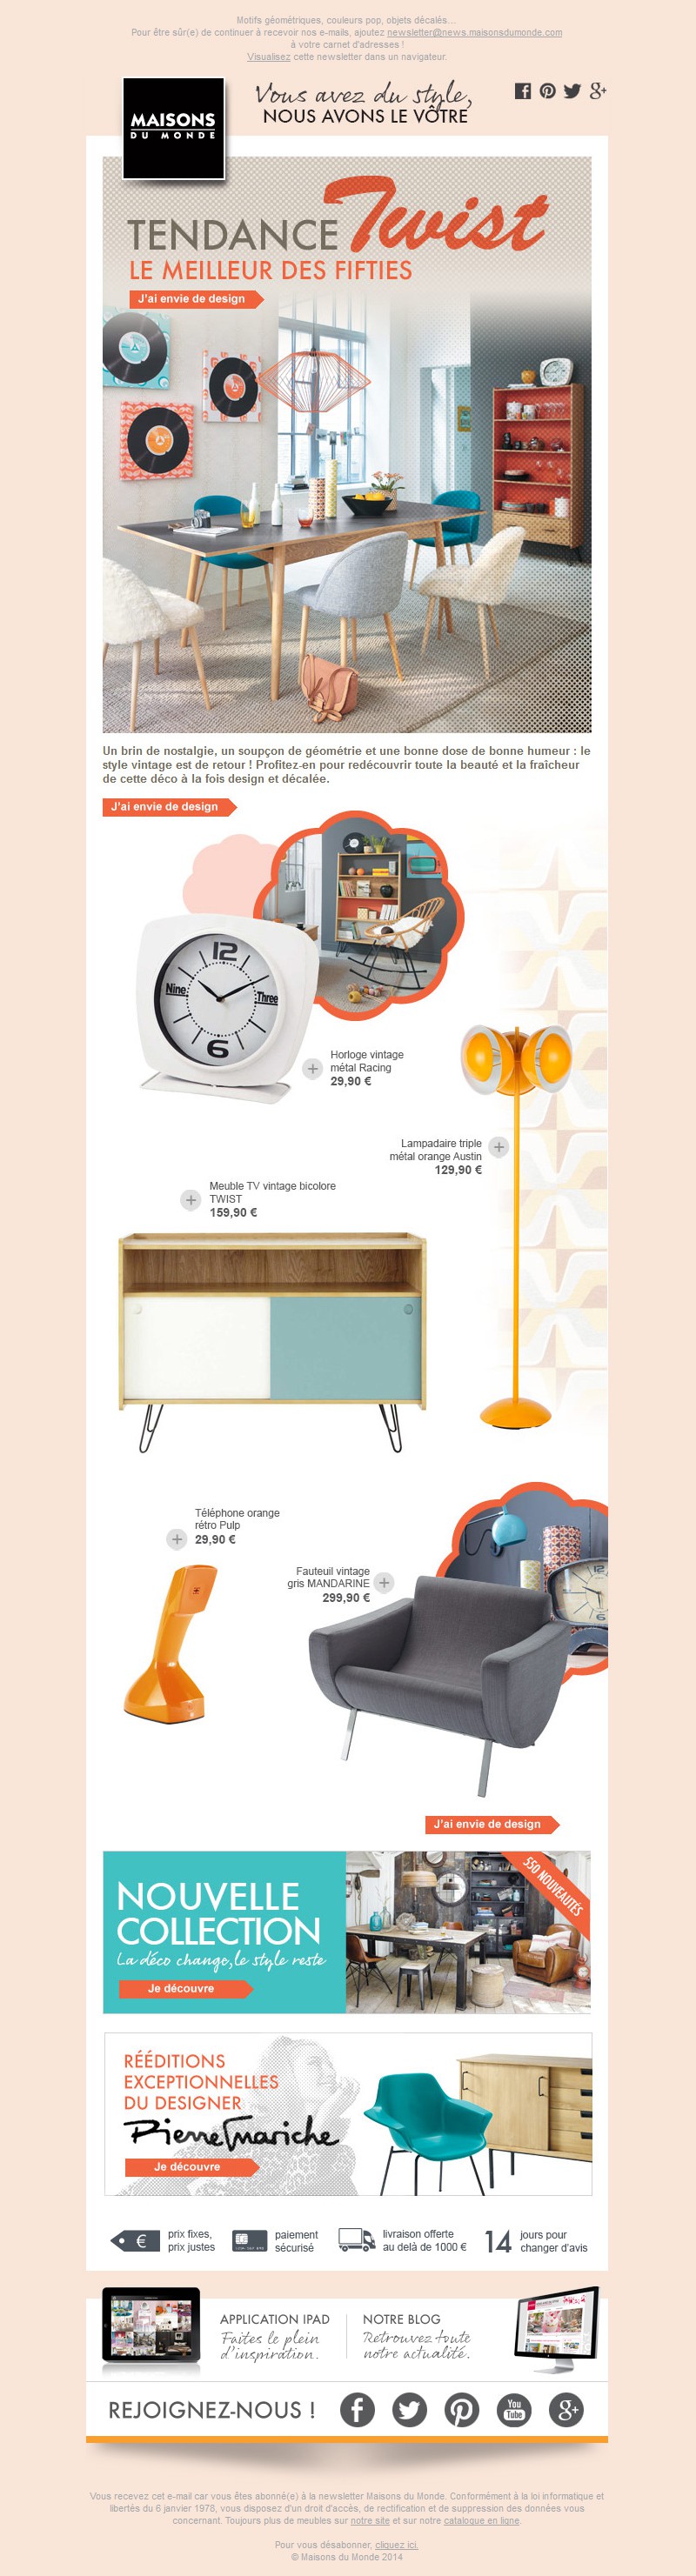 Motifs géométriques, couleurs pop, objets décalés...
Pour être sûr(e) de continuer à recevoir nos e-mails, ajoutez newsletter@news.maisonsdumonde.com
à votre carnet d'adresses !
Visualisez cette newsletter dans un navigateur.
MAISONS
DU MONDE
Vous avez du style,
NOUS AVONS LE VÔTRE
TENDANCE Twist
LE MEILLEUR DES FIFTIES
J'ai envie de design
Un brin de nostalgie, un soupçon de géométrie et une bonne dose de bonne humeur : le
style vintage est de retour ! Profitez-en pour redécouvrir toute la beauté et la fraîcheur
de cette déco à la fois design et décalée.
J'ai envie de design
12
Nine
Three
6
Horloge vintage
métal Racing
29,90 €
Lampadaire triple
métal orange Austin
129,90 €
Meuble TV vintage bicolore
TWIST
159,90 €
Téléphone orange
rétro Pulp
29,90 €
Fauteuil vintage
gris MANDARINE
299,90 €
J'ai envie de design
NOUVELLE
COLLECTION
La déco change, le style reste
Je découvre
550 NOUVEAUTÉS
RÉÉDITIONS
EXCEPTIONNELLES
DU DESIGNER
Pierre Guariche
Je découvre
€
prix fixes,
prix justes
paiement
sécurisé
livraison offerte
au delà de 1000 €
14 jours pour
changer d'avis
APPLICATION IPAD
Faites le plein
d'inspiration.
NOTRE BLOG
Retrouvez toute
notre actualité.
REJOIGNEZ-NOUS !
You
Tube
Vous recevez cet e-mail car vous êtes abonné(e) à la newsletter Maisons du Monde. Conformément à la loi informatique et
libertés du 6 janvier 1978, vous disposez d'un droit d'accès, de rectification et de suppression des données vous
concernant. Toujours plus de meubles sur notre site et sur notre catalogue en ligne.
Pour vous désabonner, cliquez ici.
© Maisons du Monde 2014